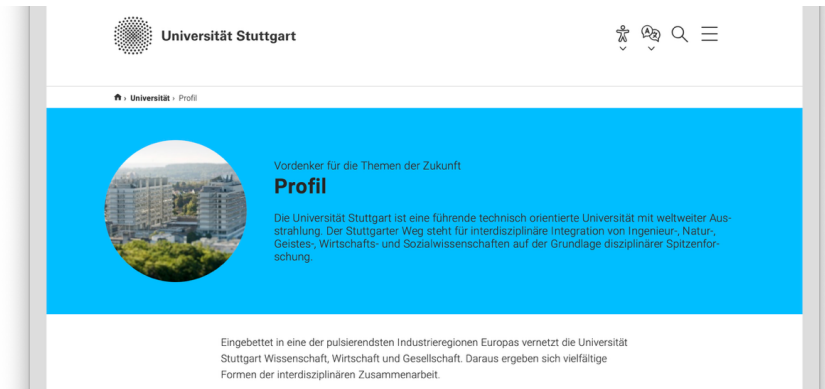 Universität Stuttgart
Universität › Profil
Vordenker für die Themen der Zukunft
Profil
Die Universität Stuttgart ist eine führende technisch orientierte Universität mit weltweiter Aus-
strahlung. Der Stuttgarter Weg steht für interdisziplinäre Integration von Ingenieur-, Natur-,
Geistes-, Wirtschafts- und Sozialwissenschaften auf der Grundlage disziplinärer Spitzenfor-
schung.
Eingebettet in eine der pulsierendsten Industrieregionen Europas vernetzt die Universität
Stuttgart Wissenschaft, Wirtschaft und Gesellschaft. Daraus ergeben sich vielfältige
Formen der interdisziplinären Zusammenarbeit.